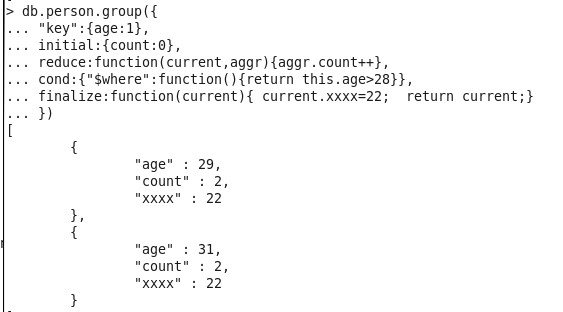 > db.person.group({
... "key":{age:1},
... initial:{count:0},
... reduce:function(current,aggr){aggr.count++},
... cond:{"$where":function(){return this.age>28}},
... finalize:function(current){ current.xxxx=22;  return current;}
... })
[
        {
                "age" : 29,
                "count" : 2,
                "xxxx" : 22
        },
        {
                "age" : 31,
                "count" : 2,
                "xxxx" : 22
        }